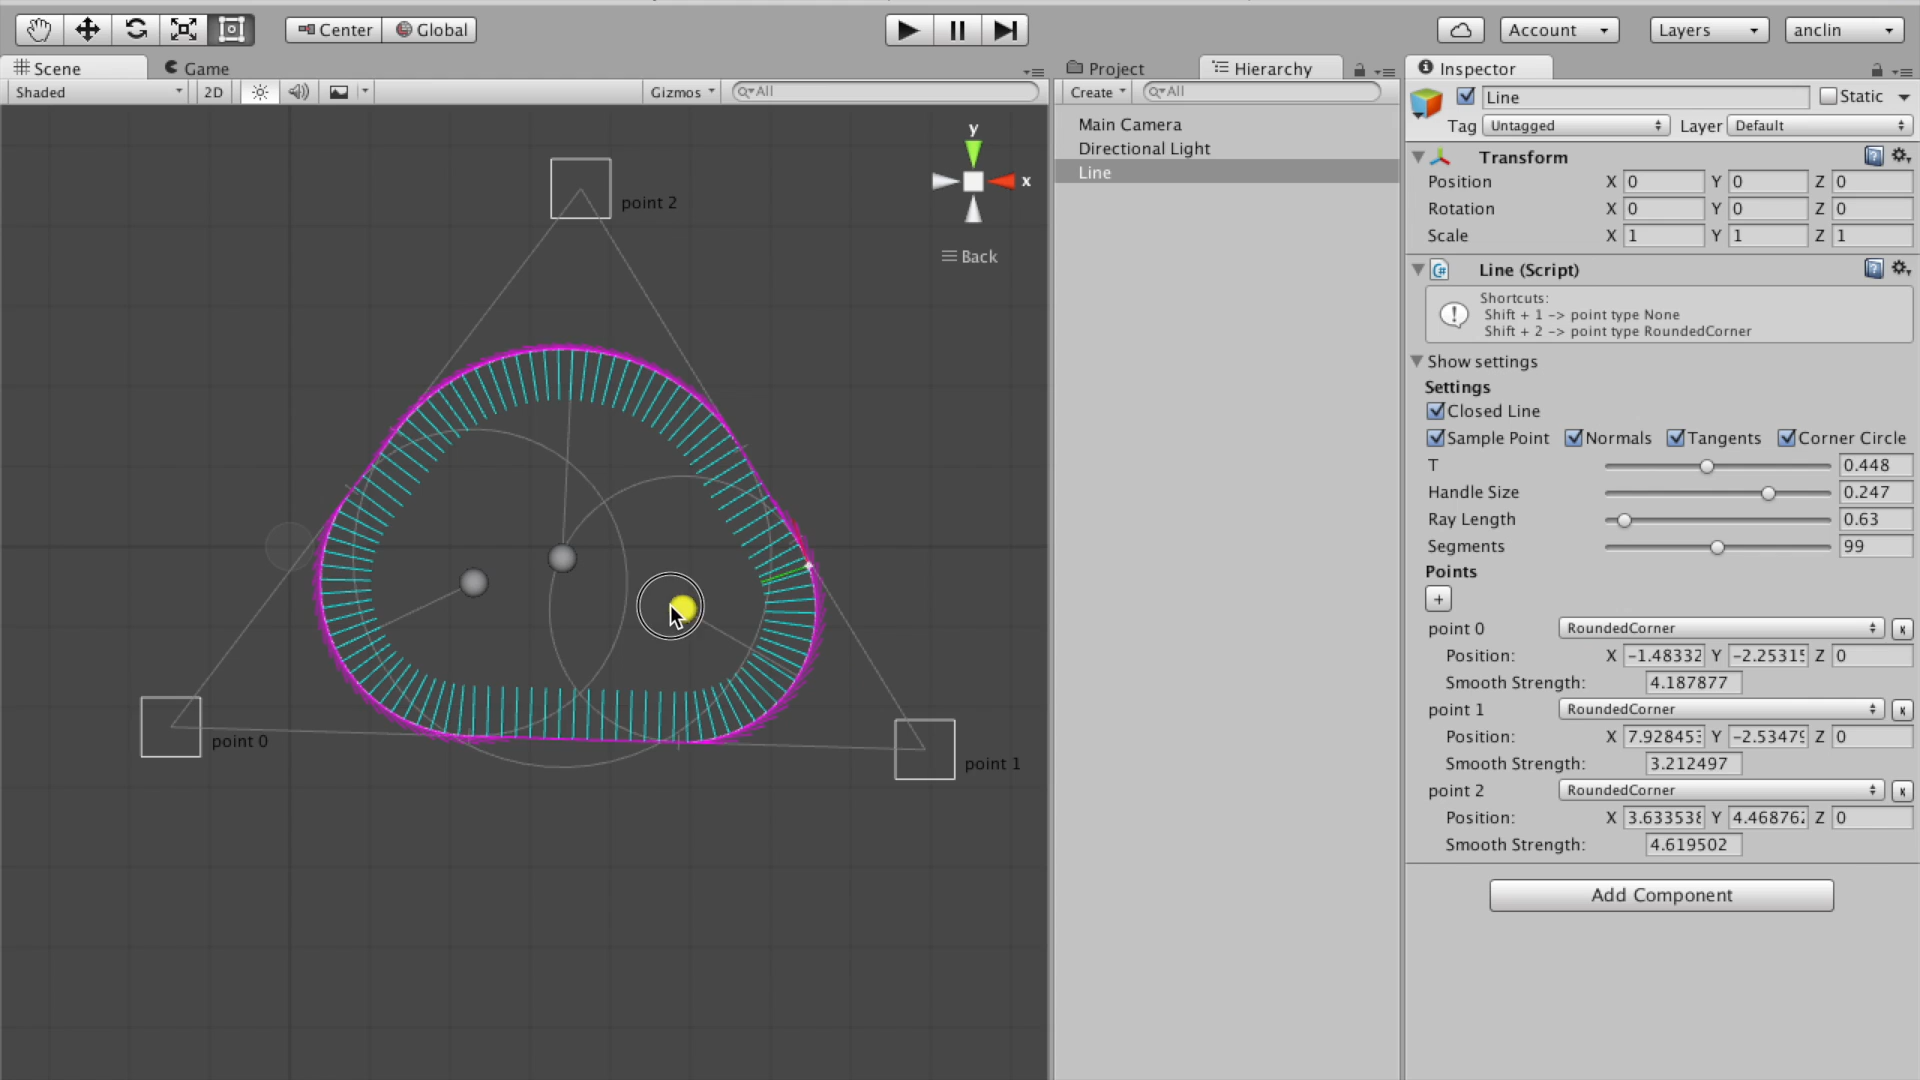 Center Global
Account Layers anclin
Scene Game
Shaded 2D Gizmos All
y
x
Back
point 2
point 0
point 1
Project Hierarchy
Create All
Main Camera
Directional Light
Line
Inspector
Line Static
Tag Untagged Layer Default
Transform
Position X 0 Y 0 Z 0
Rotation X 0 Y 0 Z 0
Scale X 1 Y 1 Z 1
Line (Script)
Shortcuts:
Shift + 1 -> point type None
Shift + 2 -> point type RoundedCorner
Show settings
Settings
Closed Line
Sample Point Normals Tangents Corner Circle
T 0.448
Handle Size 0.247
Ray Length 0.63
Segments 99
Points
+
point 0 RoundedCorner
Position: X -1.48332 Y -2.25315 Z 0
Smooth Strength: 4.187877
point 1 RoundedCorner
Position: X 7.928453 Y -2.53479 Z 0
Smooth Strength: 3.212497
point 2 RoundedCorner
Position: X 3.633538 Y 4.468762 Z 0
Smooth Strength: 4.619502
Add Component